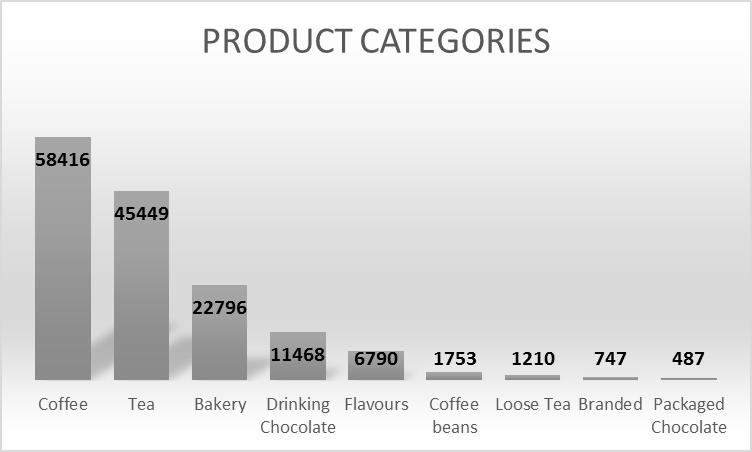 PRODUCT CATEGORIES
58416
45449
22796
11468
6790
1753
1210
747
487
Coffee
Tea
Bakery
Drinking
Chocolate
Flavours
Coffee
beans
Loose Tea
Branded
Packaged
Chocolate